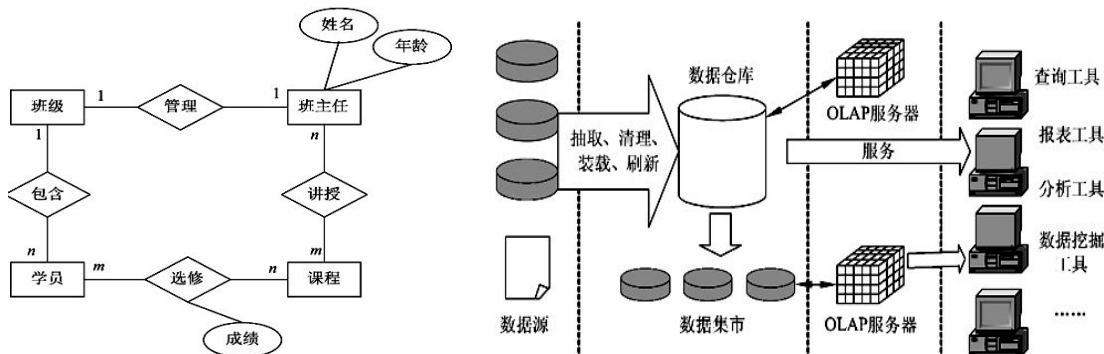 姓名
年龄
班级
1
管理
1
班主任
1
n
包含
讲授
n
m
学员
m
选修
n
课程
成绩
数据仓库
OLAP服务器
查询工具
抽取、清理、
装载、刷新
服务
报表工具
分析工具
数据挖掘
工具
数据源
数据集市
OLAP服务器
……